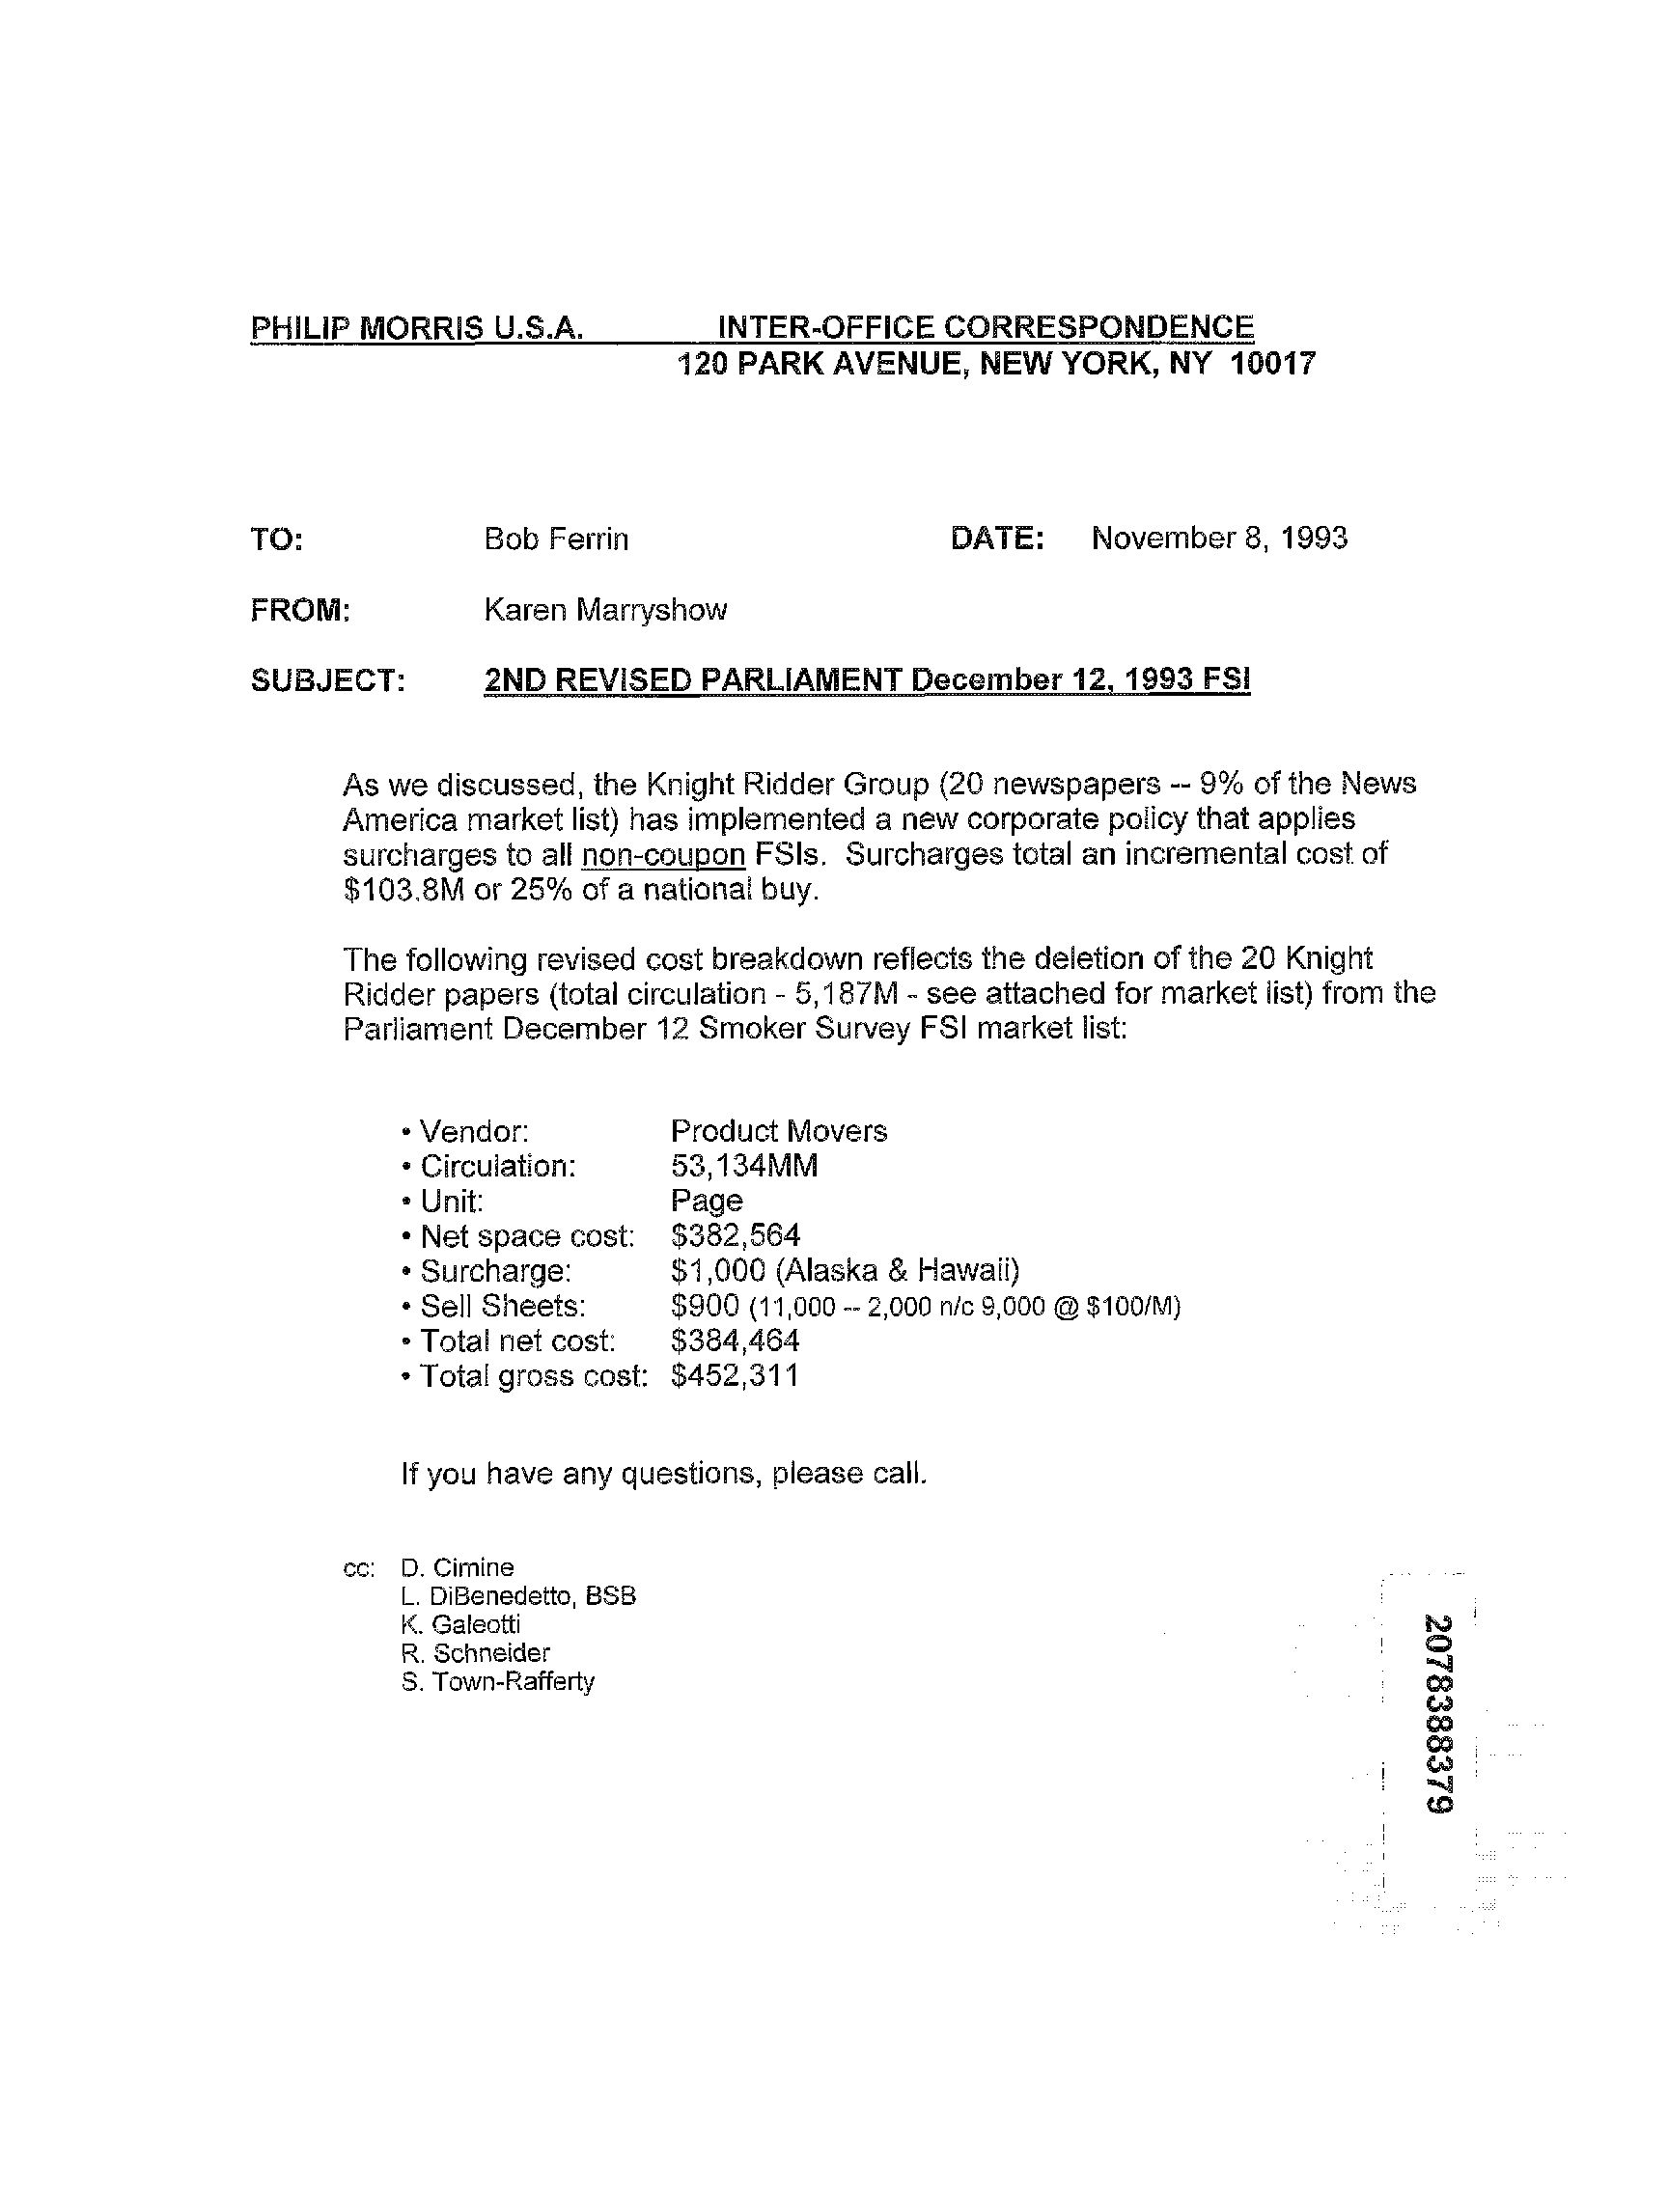 PHILIP MORRIS U.S.A. INTER-OFFICE CORRESPONDENCE
120 PARK AVENUE, NEW YORK, NY 10017
TO: Bob Ferrin DATE: November 8, 1993
FROM: Karen Marryshow
SUBJECT: 2ND REVISED PARLIAMENT December 12, 1993 FSI
As we discussed, the Knight Ridder Group (20 newspapers -- 9% of the News
America market list) has implemented a new corporate policy that applies
surcharges to all non-coupon FSIs. Surcharges total an incremental cost of
$103.8M or 25% of a national buy.
The following revised cost breakdown reflects the deletion of the 20 Knight
Ridder papers (total circulation - 5,187M - see attached for market list) from the
Parliament December 12 Smoker Survey FSI market list:
• Vendor: Product Movers
• Circulation: 53,134MM
• Unit: Page
• Net space cost: $382,564
• Surcharge: $1,000 (Alaska & Hawaii)
• Sell Sheets: $900 (11,000 -- 2,000 n/c 9,000 @ $100/M)
• Total net cost: $384,464
• Total gross cost: $452,311
If you have any questions, please call.
cc: D. Cimine
L. DiBenedetto, BSB
K. Galeotti
R. Schneider
S. Town-Rafferty
2078388379